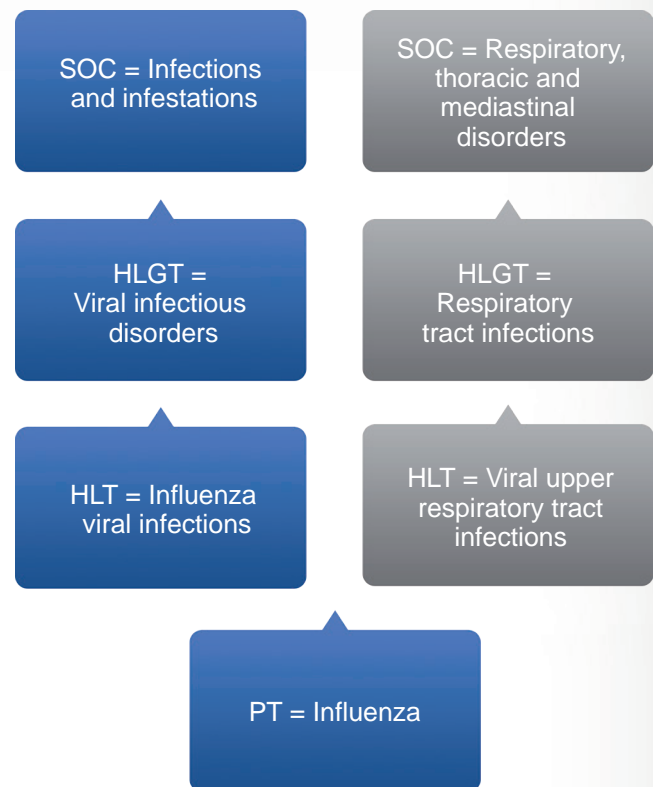 SOC = Infections
and infestations
SOC = Respiratory,
thoracic and
mediastinal
disorders
HLGT =
Viral infectious
disorders
HLGT =
Respiratory
tract infections
HLT = Influenza
viral infections
HLT = Viral upper
respiratory tract
infections
PT = Influenza